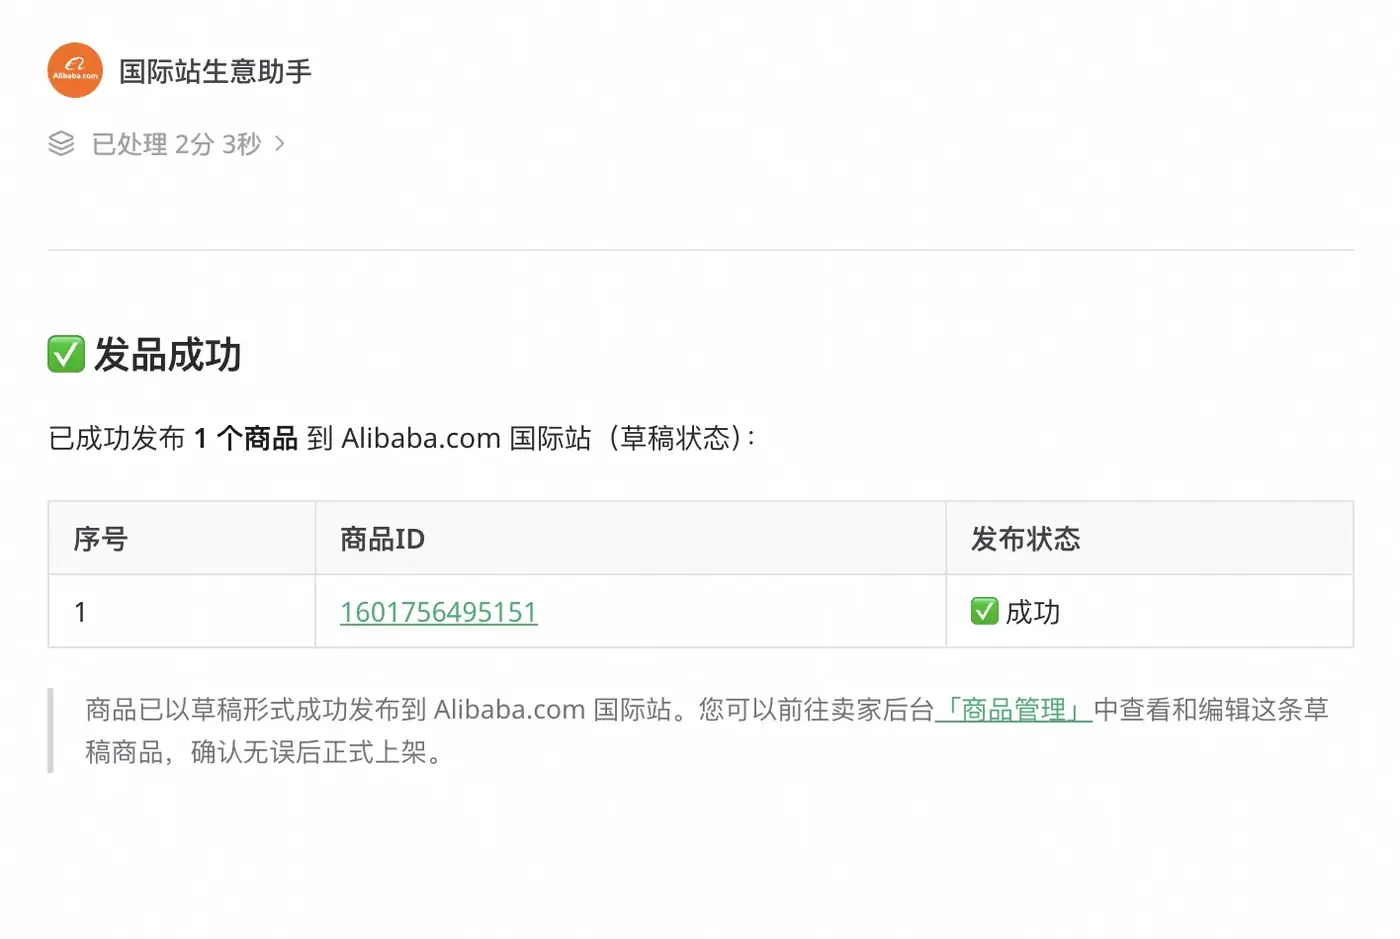 Alibaba.com
国际站生意助手
已处理 2分 3秒
发品成功
已成功发布 1 个商品 到 Alibaba.com 国际站（草稿状态）：
序号 商品ID 发布状态
1 1601756495151 成功
商品已以草稿形式成功发布到 Alibaba.com 国际站。您可以前往卖家后台「商品管理」中查看和编辑这条草
稿商品，确认无误后正式上架。